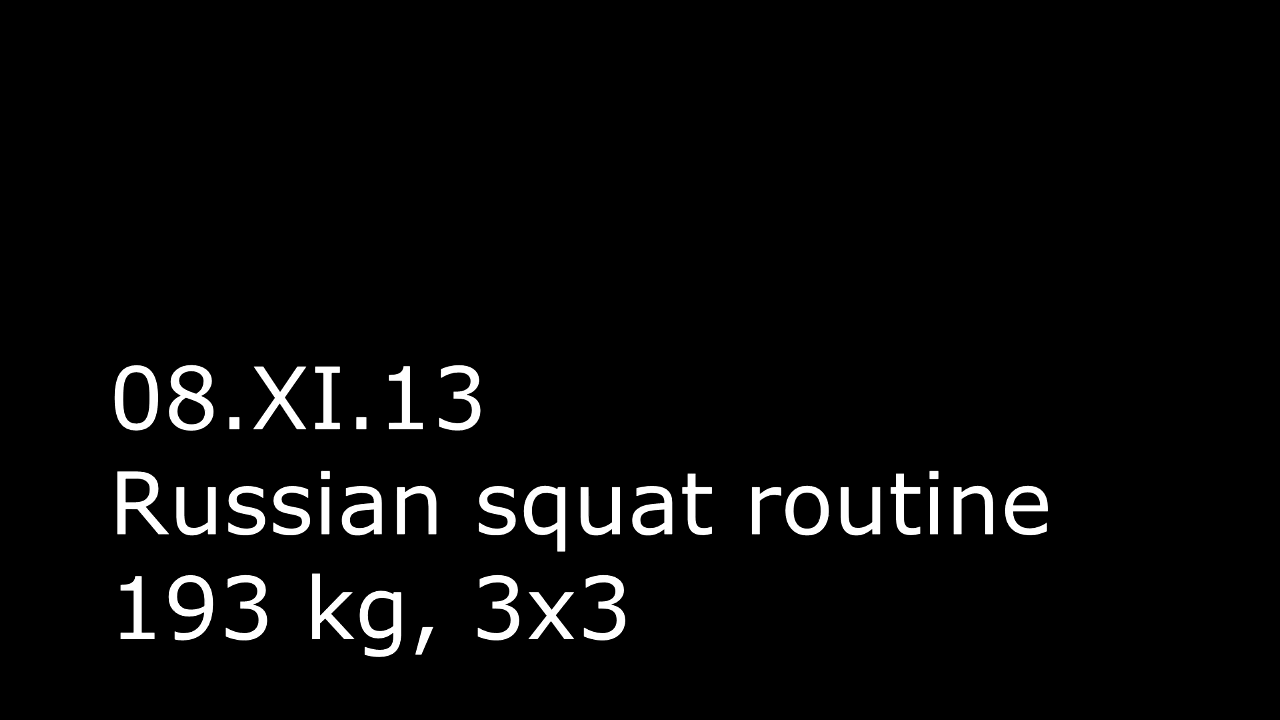 08.XI.13
Russian squat routine
193 kg, 3x3